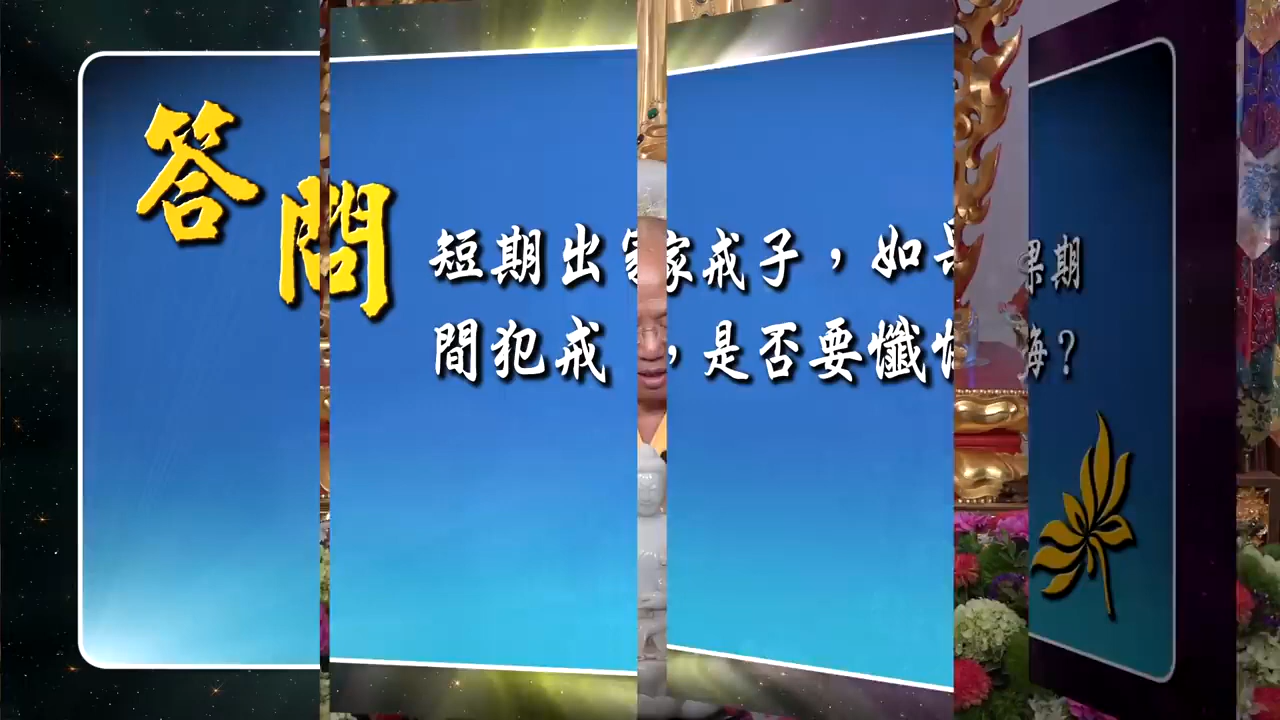 答問
短期出家戒子，如果期
間犯戒，是否要懺悔？